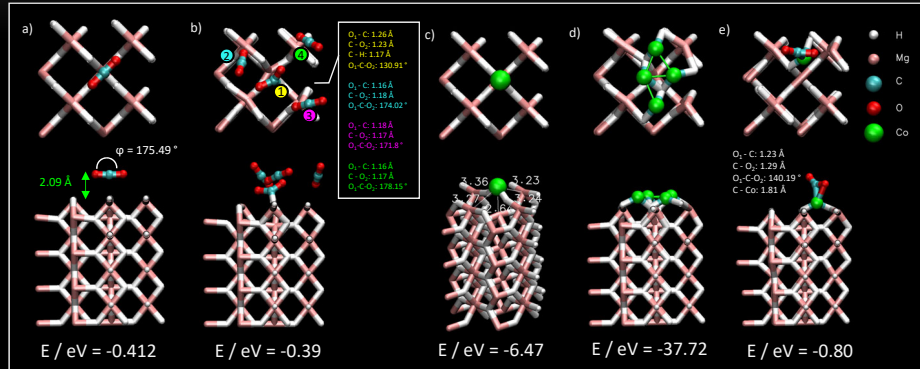 a)
b)
c)
d)
e)
2
4
1
3
O₁ - C: 1.26 Å
C - O₂: 1.23 Å
C - H: 1.17 Å
O₁-C-O₂: 130.91 °
O₁ - C: 1.16 Å
C - O₂: 1.18 Å
O₁-C-O₂: 174.02 °
O₁ - C: 1.18 Å
C - O₂: 1.17 Å
O₁-C-O₂: 171.8 °
O₁ - C: 1.16 Å
C - O₂: 1.17 Å
O₁-C-O₂: 178.15 °
H
Mg
C
O
Co
φ = 175.49 °
2.09 Å
3.36 3.23
3.24
O₁ - C: 1.23 Å
C - O₂: 1.29 Å
O₁-C-O₂: 140.19 °
C - Co: 1.81 Å
E / eV = -0.412
E / eV = -0.39
E / eV = -6.47
E / eV = -37.72
E / eV = -0.80